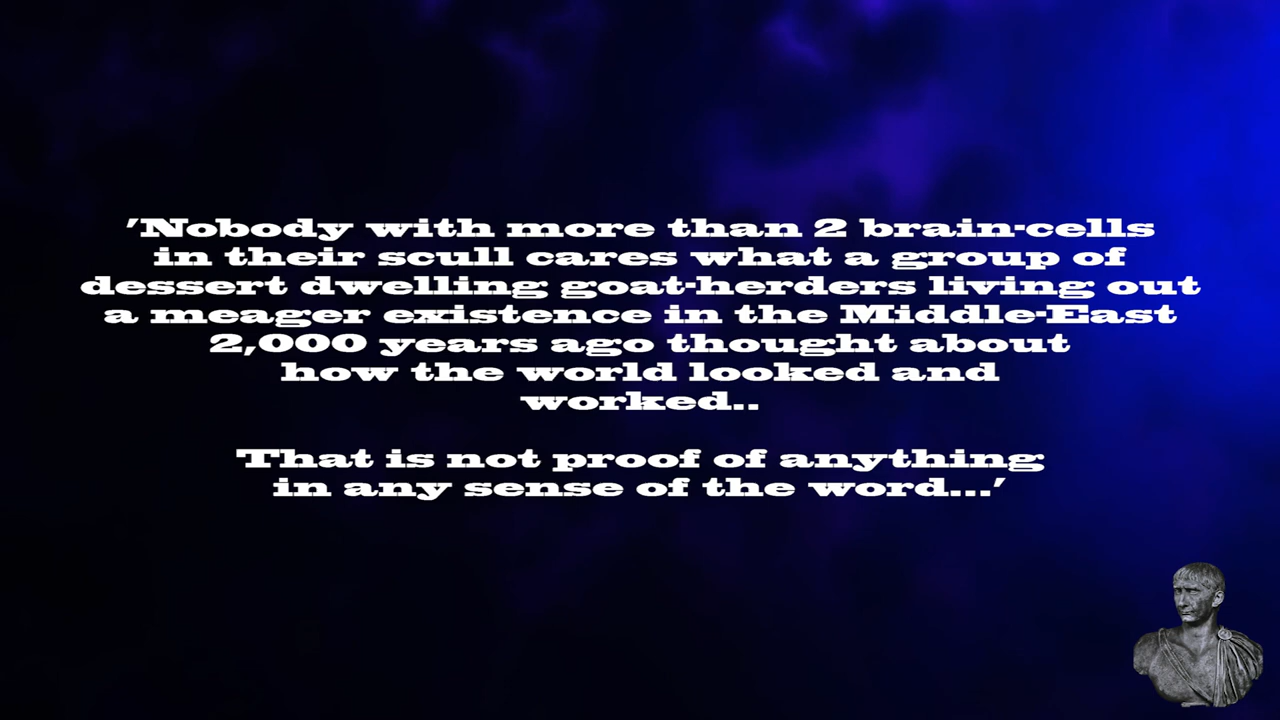 'Nobody with more than 2 brain-cells
in their scull cares what a group of
dessert dwelling goat-herders living out
a meager existence in the Middle-East
2,000 years ago thought about
how the world looked and
worked..
That is not proof of anything
in any sense of the word...'